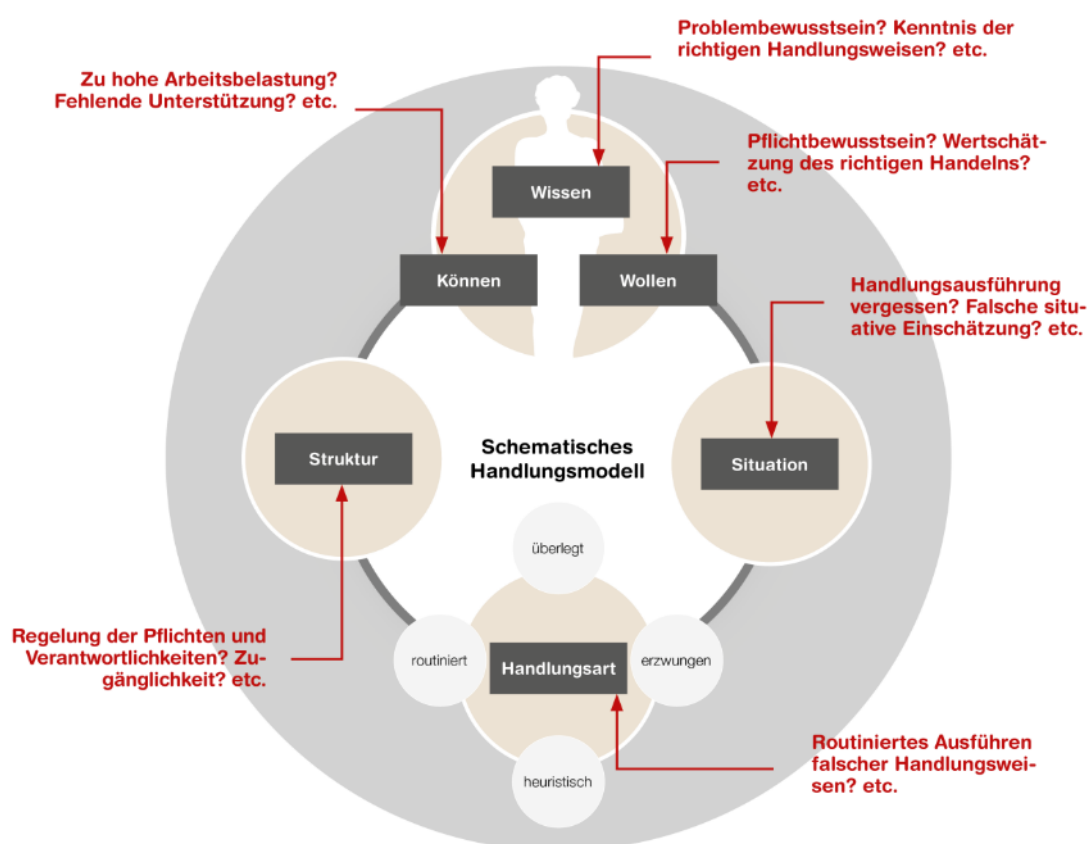 Problembewusstsein? Kenntnis der
richtigen Handlungsweisen? etc.
Zu hohe Arbeitsbelastung?
Fehlende Unterstützung? etc.
Pflichtbewusstsein? Wertschät-
zung des richtigen Handelns?
etc.
Wissen
Können
Wollen
Handlungsausführung
vergessen? Falsche situ-
ative Einschätzung? etc.
Struktur
Schematisches
Handlungsmodell
Situation
überlegt
Regelung der Pflichten und
Verantwortlichkeiten? Zu-
gänglichkeit? etc.
routiniert
Handlungsart
erzwungen
heuristisch
Routiniertes Ausführen
falscher Handlungswei-
sen? etc.